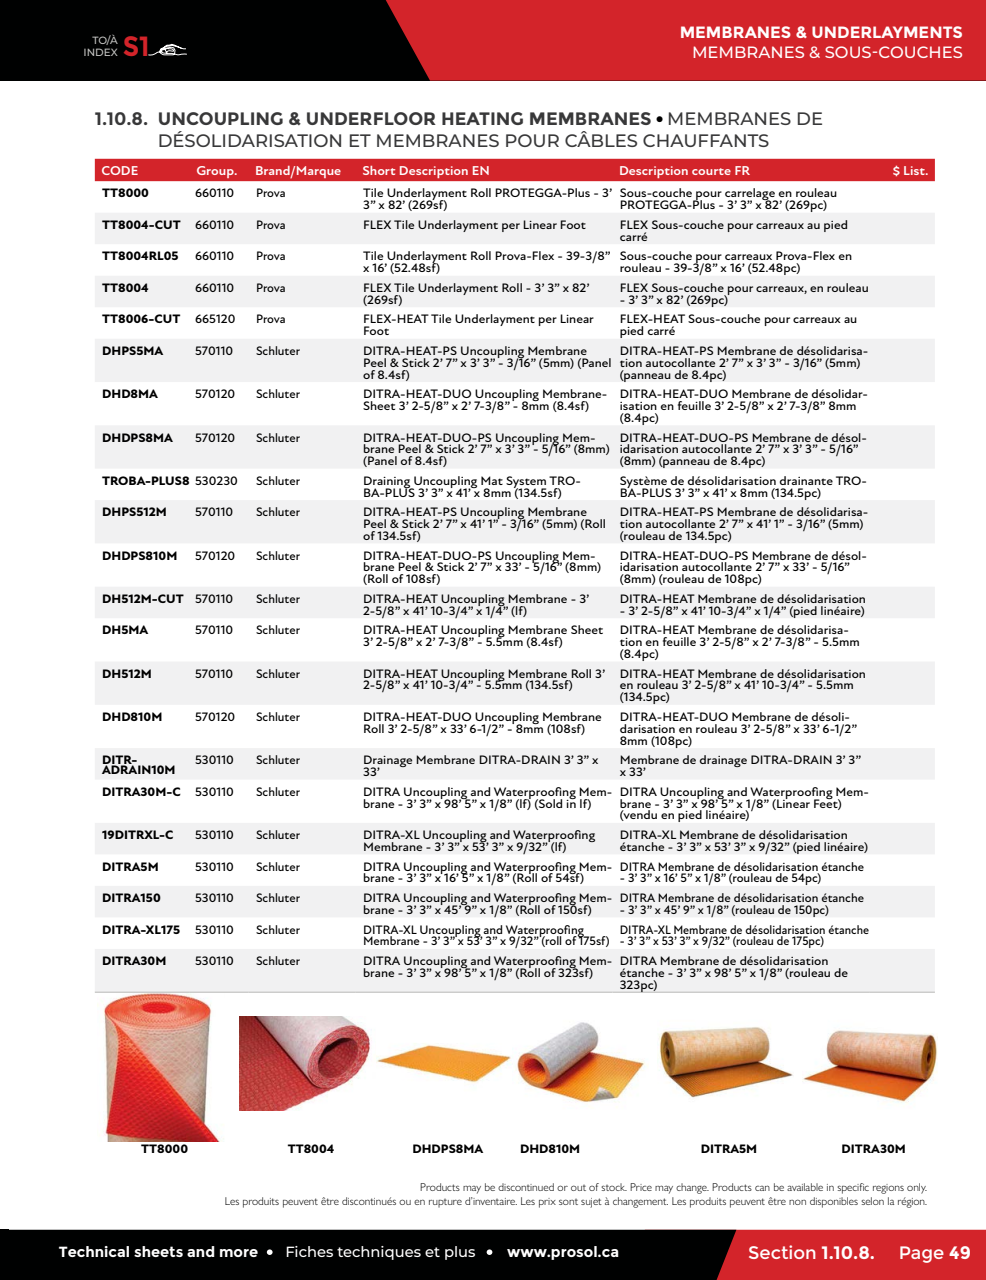 TO/À
INDEX S1
MEMBRANES & UNDERLAYMENTS
MEMBRANES & SOUS-COUCHES
1.10.8. UNCOUPLING & UNDERFLOOR HEATING MEMBRANES • MEMBRANES DE
DÉSOLIDARISATION ET MEMBRANES POUR CÂBLES CHAUFFANTS
CODE Group. Brand/Marque Short Description EN Description courte FR $ List.
TT8000 660110 Prova Tile Underlayment Roll PROTEGGA-Plus - 3’ Sous-couche pour carrelage en rouleau
3” x 82’ (269sf) PROTEGGA-Plus - 3’ 3” x 82’ (269pc)
TT8004-CUT 660110 Prova FLEX Tile Underlayment per Linear Foot FLEX Sous-couche pour carreaux au pied
carré
TT8004RL05 660110 Prova Tile Underlayment Roll Prova-Flex - 39-3/8” Sous-couche pour carreaux Prova-Flex en
x 16’ (52.48sf) rouleau - 39-3/8” x 16’ (52.48pc)
TT8004 660110 Prova FLEX Tile Underlayment Roll - 3’ 3” x 82’ FLEX Sous-couche pour carreaux, en rouleau
(269sf) - 3’ 3” x 82’ (269pc)
TT8006-CUT 665120 Prova FLEX-HEAT Tile Underlayment per Linear FLEX-HEAT Sous-couche pour carreaux au
Foot pied carré
DHPS5MA 570110 Schluter DITRA-HEAT-PS Uncoupling Membrane DITRA-HEAT-PS Membrane de désolidarisa-
Peel & Stick 2’ 7” x 3’ 3” - 3/16” (5mm) (Panel tion autocollante 2’ 7” x 3’ 3” - 3/16” (5mm)
of 8.4sf) (panneau de 8.4pc)
DHD8MA 570120 Schluter DITRA-HEAT-DUO Uncoupling Membrane- DITRA-HEAT-DUO Membrane de désolidar-
Sheet 3’ 2-5/8” x 2’ 7-3/8” - 8mm (8.4sf) isation en feuille 3’ 2-5/8” x 2’ 7-3/8” 8mm
(8.4pc)
DHDPS8MA 570120 Schluter DITRA-HEAT-DUO-PS Uncoupling Mem- DITRA-HEAT-DUO-PS Membrane de désol-
brane Peel & Stick 2’ 7” x 3’ 3” - 5/16” (8mm) idarisation autocollante 2’ 7” x 3’ 3” - 5/16”
(Panel of 8.4sf) (8mm) (panneau de 8.4pc)
TROBA-PLUS8 530230 Schluter Draining Uncoupling Mat System TRO- Système de désolidarisation drainante TRO-
BA-PLUS 3’ 3” x 41’ x 8mm (134.5sf) BA-PLUS 3’ 3” x 41’ x 8mm (134.5pc)
DHPS512M 570110 Schluter DITRA-HEAT-PS Uncoupling Membrane DITRA-HEAT-PS Membrane de désolidarisa-
Peel & Stick 2’ 7” x 41’ 1” - 3/16” (5mm) (Roll tion autocollante 2’ 7” x 41’ 1” - 3/16” (5mm)
of 134.5sf) (rouleau de 134.5pc)
DHDPS810M 570120 Schluter DITRA-HEAT-DUO-PS Uncoupling Mem- DITRA-HEAT-DUO-PS Membrane de désol-
brane Peel & Stick 2’ 7” x 33’ - 5/16” (8mm) idarisation autocollante 2’ 7” x 33’ - 5/16”
(Roll of 108sf) (8mm) (rouleau de 108pc)
DH512M-CUT 570110 Schluter DITRA-HEAT Uncoupling Membrane - 3’ DITRA-HEAT Membrane de désolidarisation
2-5/8” x 41’ 10-3/4” x 1/4” (lf) - 3’ 2-5/8” x 41’ 10-3/4” x 1/4” (pied linéaire)
DH5MA 570110 Schluter DITRA-HEAT Uncoupling Membrane Sheet DITRA-HEAT Membrane de désolidarisa-
3’ 2-5/8” x 2’ 7-3/8” - 5.5mm (8.4sf) tion en feuille 3’ 2-5/8” x 2’ 7-3/8” - 5.5mm
(8.4pc)
DH512M 570110 Schluter DITRA-HEAT Uncoupling Membrane Roll 3’ DITRA-HEAT Membrane de désolidarisation
2-5/8” x 41’ 10-3/4” - 5.5mm (134.5sf) en rouleau 3’ 2-5/8” x 41’ 10-3/4” - 5.5mm
(134.5pc)
DHD810M 570120 Schluter DITRA-HEAT-DUO Uncoupling Membrane DITRA-HEAT-DUO Membrane de désoli-
Roll 3’ 2-5/8” x 33’ 6-1/2” - 8mm (108sf) darisation en rouleau 3’ 2-5/8” x 33’ 6-1/2”
8mm (108pc)
DITR- 530110 Schluter Drainage Membrane DITRA-DRAIN 3’ 3” x Membrane de drainage DITRA-DRAIN 3’ 3”
ADRAIN10M 33’ x 33’
DITRA30M-C 530110 Schluter DITRA Uncoupling and Waterproofing Mem- DITRA Uncoupling and Waterproofing Mem-
brane - 3’ 3” x 98’ 5” x 1/8” (lf) (Sold in lf) brane - 3’ 3” x 98’ 5” x 1/8” (Linear Feet)
(vendu en pied linéaire)
19DITRXL-C 530110 Schluter DITRA-XL Uncoupling and Waterproofing DITRA-XL Membrane de désolidarisation
Membrane - 3’ 3” x 53’ 3” x 9/32” (lf) étanche - 3’ 3” x 53’ 3” x 9/32” (pied linéaire)
DITRA5M 530110 Schluter DITRA Uncoupling and Waterproofing Mem- DITRA Membrane de désolidarisation étanche
brane - 3’ 3” x 16’ 5” x 1/8” (Roll of 54sf) - 3’ 3” x 16’ 5” x 1/8” (rouleau de 54pc)
DITRA150 530110 Schluter DITRA Uncoupling and Waterproofing Mem- DITRA Membrane de désolidarisation étanche
brane - 3’ 3” x 45’ 9” x 1/8” (Roll of 150sf) - 3’ 3” x 45’ 9” x 1/8” (rouleau de 150pc)
DITRA-XL175 530110 Schluter DITRA-XL Uncoupling and Waterproofing DITRA-XL Membrane de désolidarisation étanche
Membrane - 3’ 3” x 53’ 3” x 9/32” (roll of 175sf) - 3’ 3” x 53’ 3” x 9/32” (rouleau de 175pc)
DITRA30M 530110 Schluter DITRA Uncoupling and Waterproofing Mem- DITRA Membrane de désolidarisation
brane - 3’ 3” x 98’ 5” x 1/8” (Roll of 323sf) étanche - 3’ 3” x 98’ 5” x 1/8” (rouleau de
323pc)
TT8000 TT8004 DHDPS8MA DHD810M DITRA5M DITRA30M
Products may be discontinued or out of stock. Price may change. Products can be available in specific regions only.
Les produits peuvent être discontinués ou en rupture d’inventaire. Les prix sont sujet à changement. Les produits peuvent être non disponibles selon la région.
Technical sheets and more • Fiches techniques et plus • www.prosol.ca
Section 1.10.8. Page 49